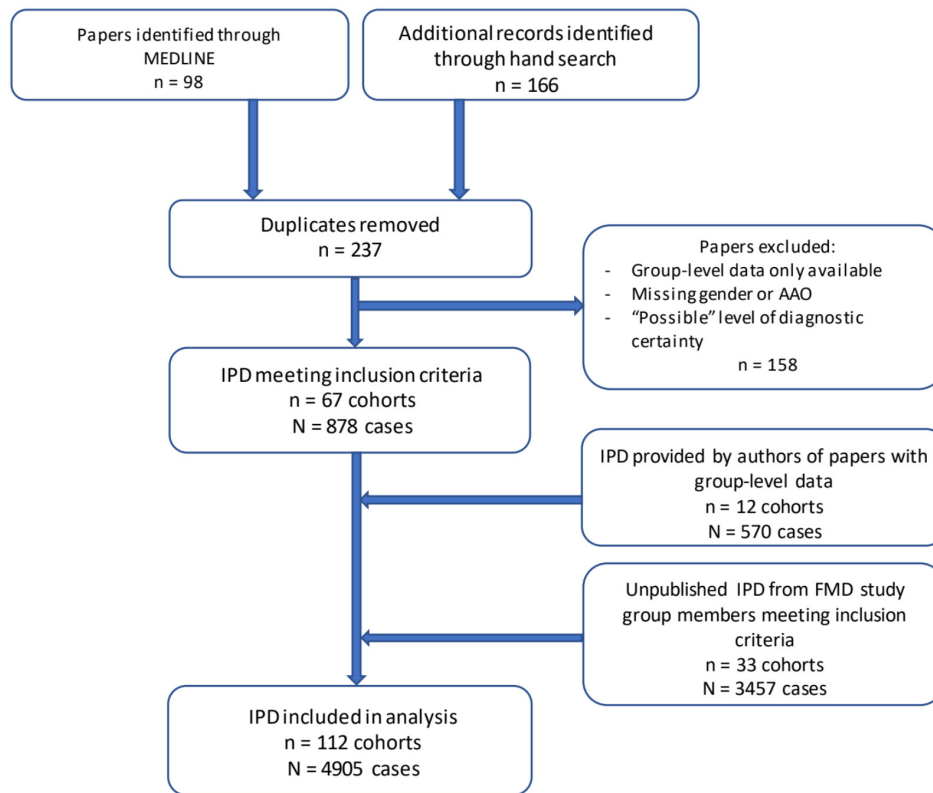 Papers identified through
MEDLINE
n = 98
Additional records identified
through hand search
n = 166
Duplicates removed
n = 237
Papers excluded:
- Group-level data only available
- Missing gender or AAO
- “Possible” level of diagnostic
certainty
n = 158
IPD meeting inclusion criteria
n = 67 cohorts
N = 878 cases
IPD provided by authors of papers with
group-level data
n = 12 cohorts
N = 570 cases
Unpublished IPD from FMD study
group members meeting inclusion
criteria
n = 33 cohorts
N = 3457 cases
IPD included in analysis
n = 112 cohorts
N = 4905 cases